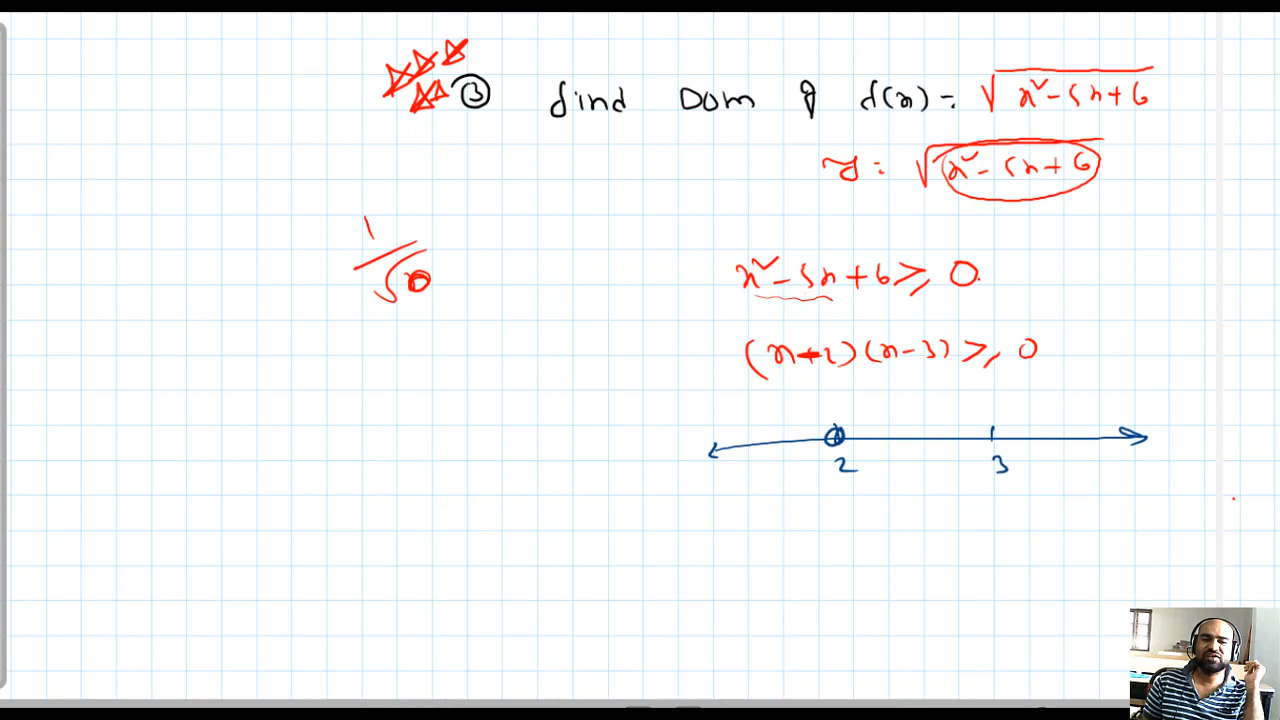 ③ find Dom of f(x) = √(x² - 5x + 6)
y = √(x² - 5x + 6)
1/√0
x² - 5x + 6 ≥ 0
(x - 2)(x - 3) ≥ 0
2 3